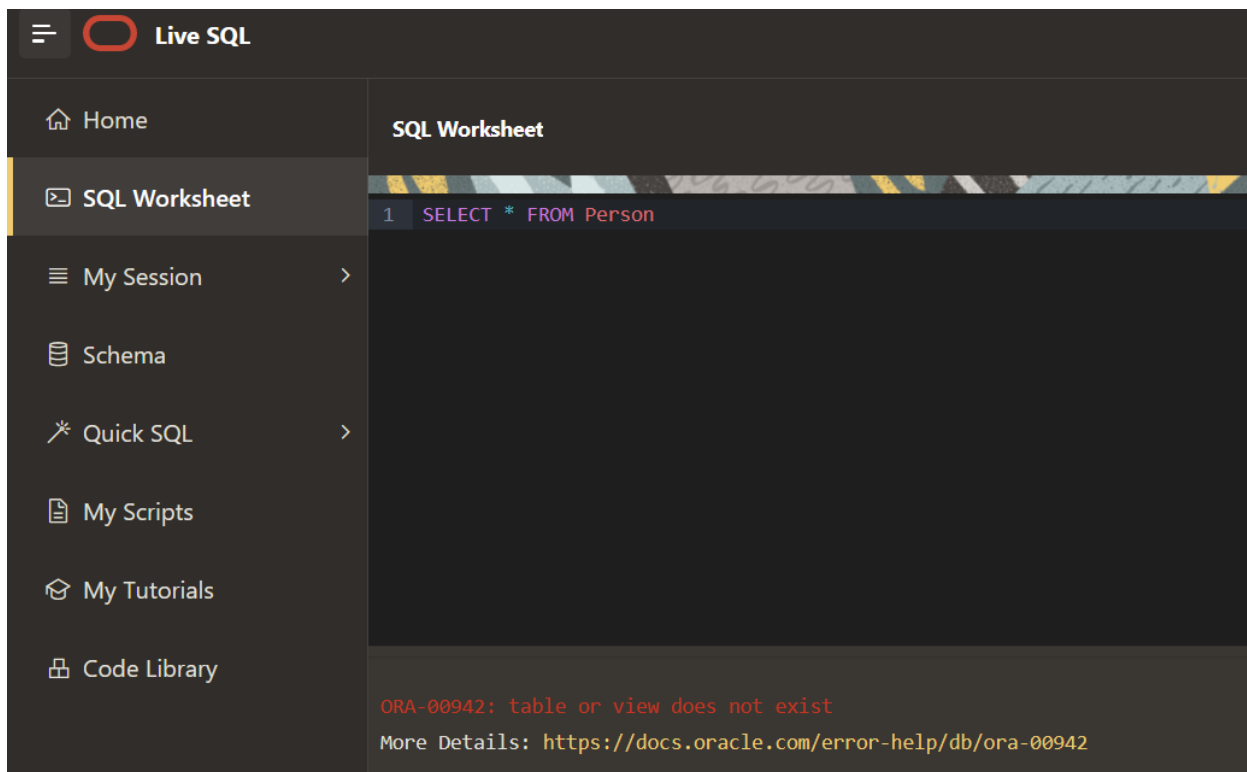 Live SQL
Home
SQL Worksheet
My Session
Schema
Quick SQL
My Scripts
My Tutorials
Code Library
SQL Worksheet
1 SELECT * FROM Person
ORA-00942: table or view does not exist
More Details: https://docs.oracle.com/error-help/db/ora-00942